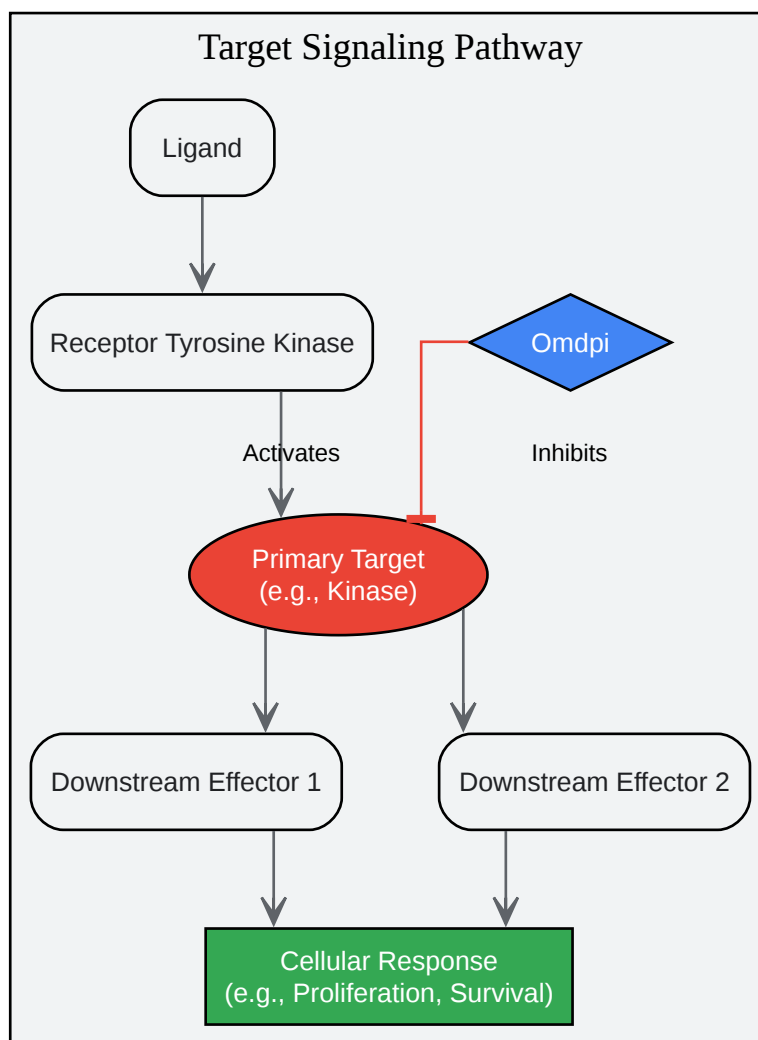 Target Signaling Pathway
Ligand
Receptor Tyrosine Kinase
Omdpi
Activates
Inhibits
Primary Target
(e.g., Kinase)
Downstream Effector 1
Downstream Effector 2
Cellular Response
(e.g., Proliferation, Survival)